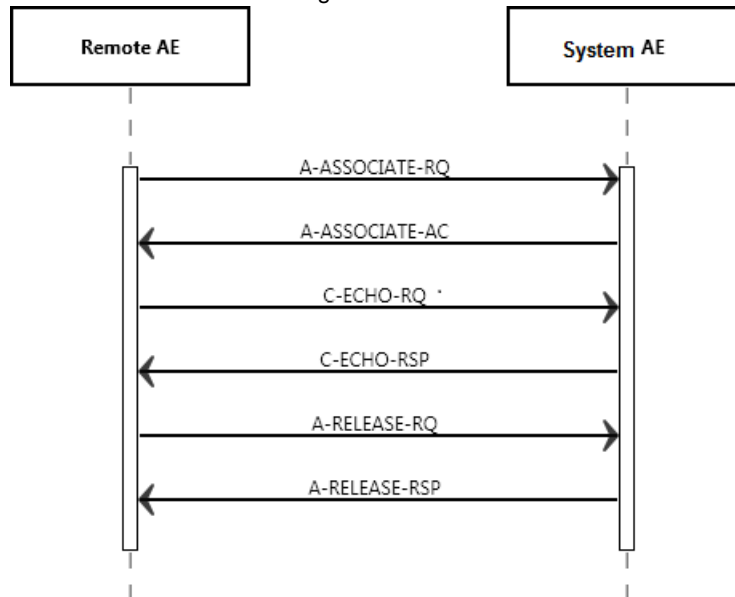 Remote AE
System AE
A-ASSOCIATE-RQ
A-ASSOCIATE-AC
C-ECHO-RQ
C-ECHO-RSP
A-RELEASE-RQ
A-RELEASE-RSP